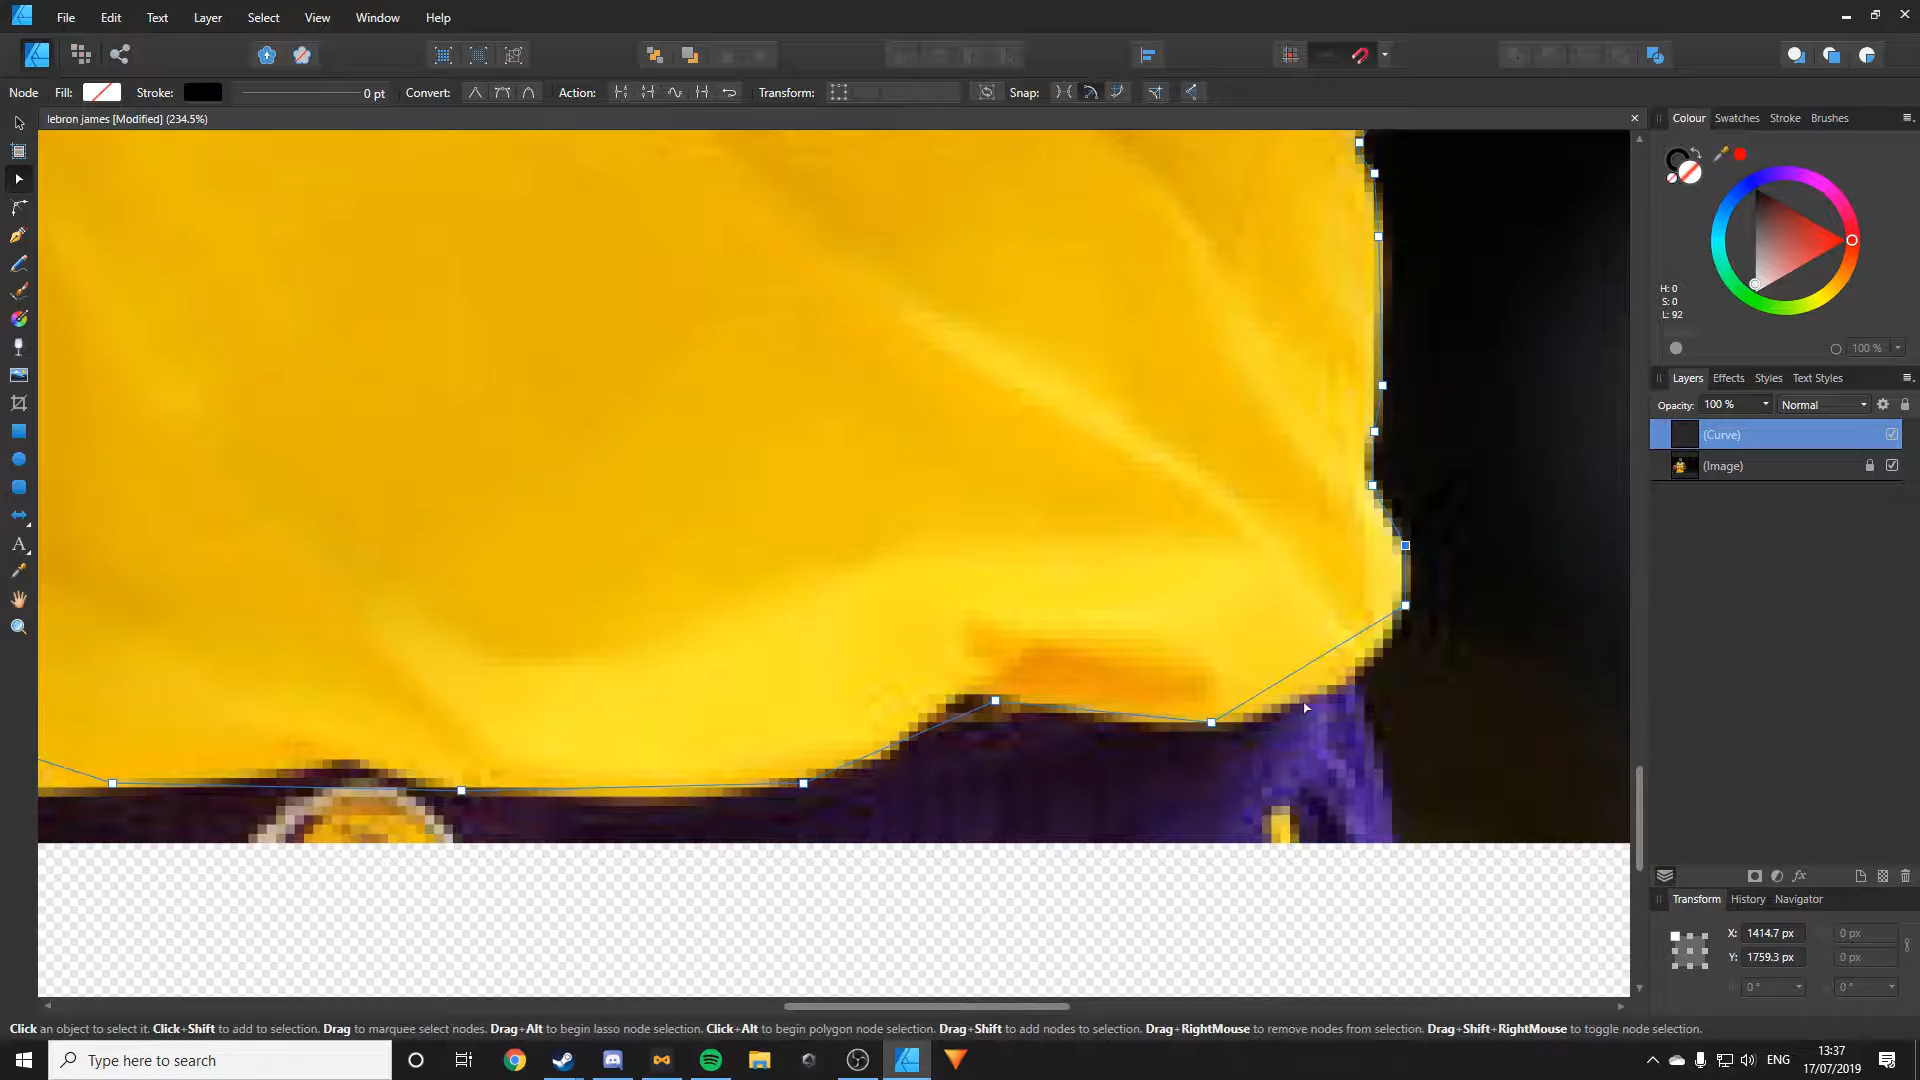 File Edit Text Layer Select View Window Help
Node Fill: Stroke: 0 pt Convert: Action: Transform: Snap:
lebron james [Modified] (234.5%)
Colour Swatches Stroke Brushes
H: 0
S: 0
L: 92
100 %
Layers Effects Styles Text Styles
Opacity: 100 % Normal
(Curve)
(Image)
Transform History Navigator
X: 1414.7 px 0 px
Y: 1759.3 px 0 px
0 ° 0 °
Click an object to select it. Click+Shift to add to selection. Drag to marquee select nodes. Drag+Alt to begin lasso node selection. Click+Alt to begin polygon node selection. Drag+Shift to add nodes to selection. Drag+RightMouse to remove nodes from selection. Drag+Shift+RightMouse to toggle node selection.
Type here to search
ENG
13:37
17/07/2019